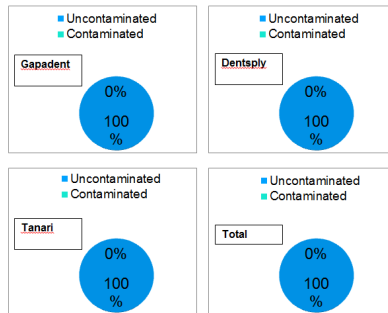 Uncontaminated
Contaminated
Gapadent
0%
100
%
Uncontaminated
Contaminated
Dentsply
0%
100
%
Uncontaminated
Contaminated
Tanari
0%
100
%
Uncontaminated
Contaminated
Total
0%
100
%